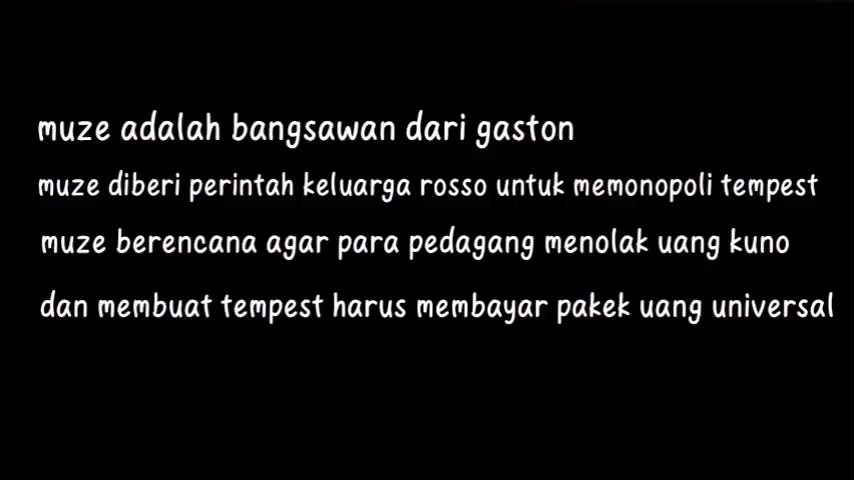 muze adalah bangsawan dari gaston
muze diberi perintah keluarga rosso untuk memonopoli tempest
muze berencana agar para pedagang menolak uang kuno
dan membuat tempest harus membayar pakek uang universal